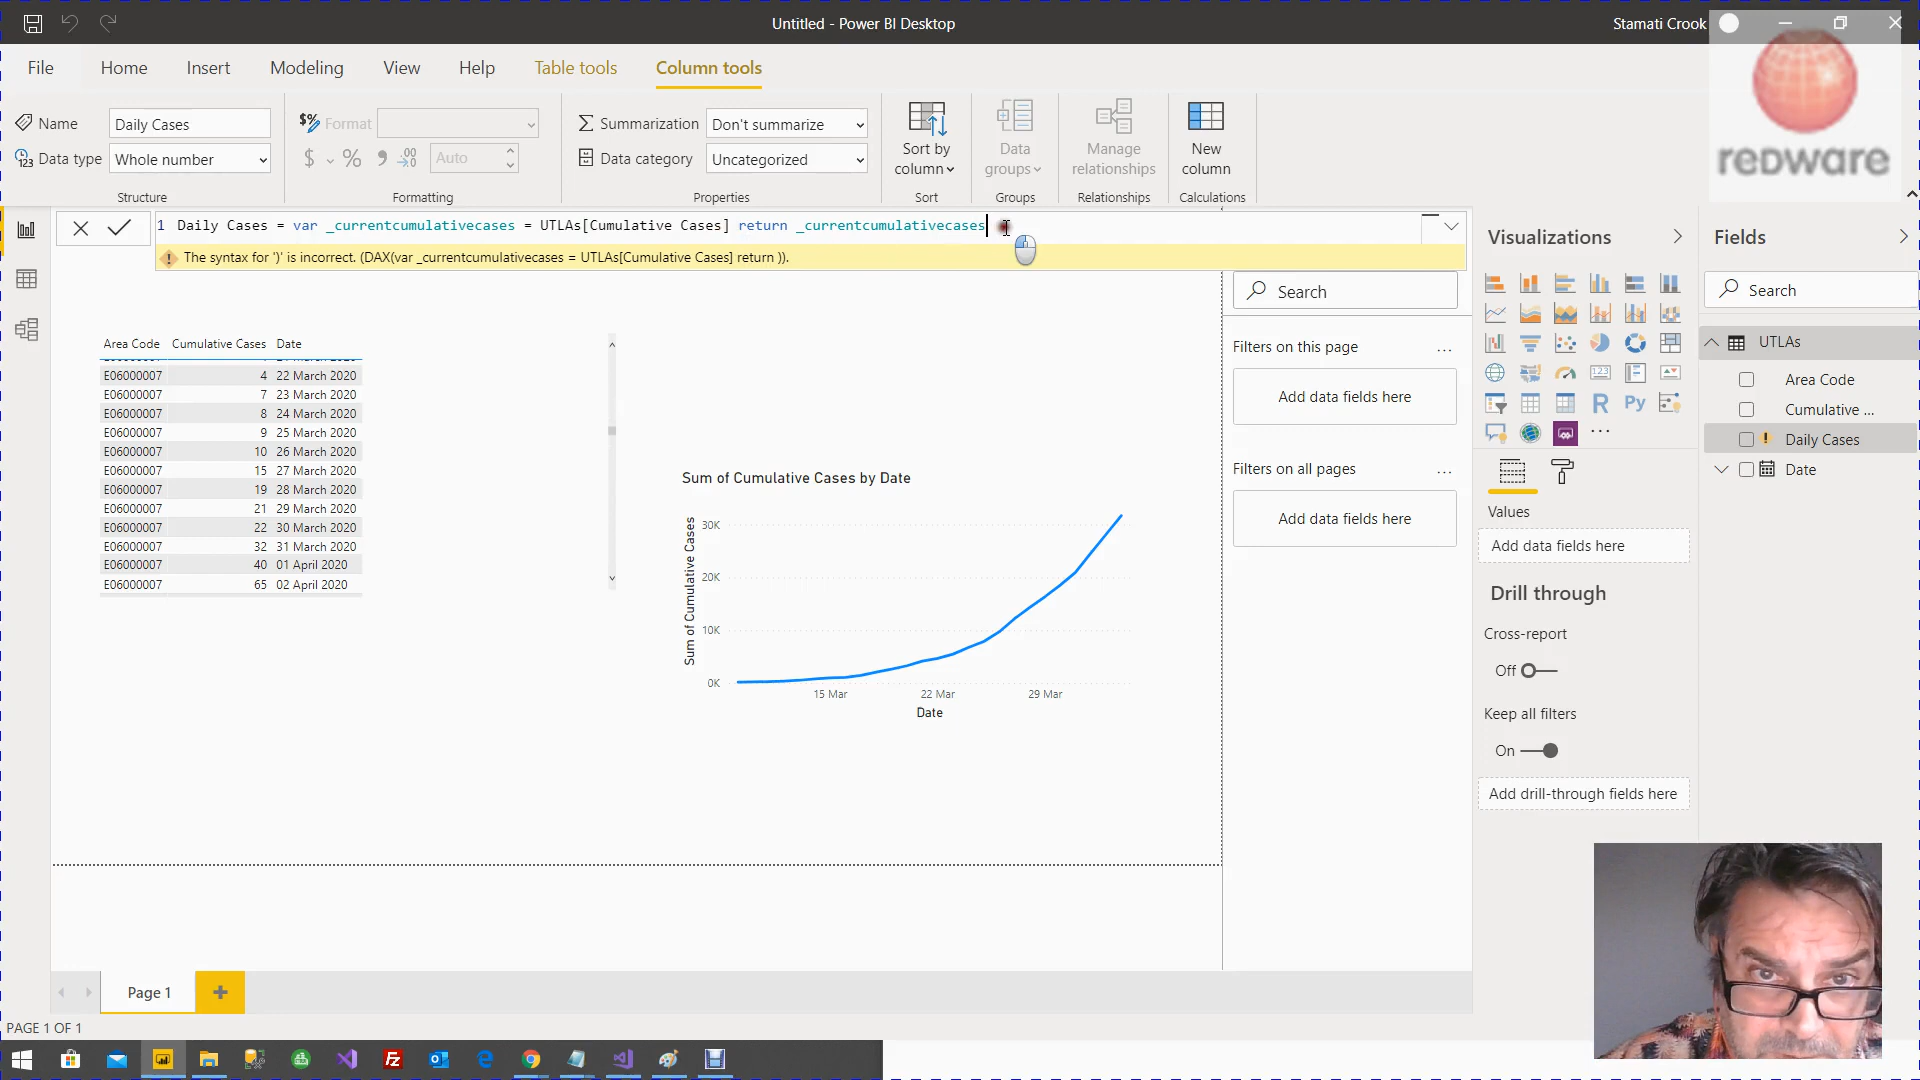 Untitled - Power BI Desktop
Stamati Crook
redware
File Home Insert Modeling View Help Table tools Column tools
Name Daily Cases
Data type Whole number
Structure
Format
$ % 9 Auto
Formatting
Summarization Don't summarize
Data category Uncategorized
Properties
Sort by
column
Sort
Data
groups
Groups
Manage
relationships
Relationships
New
column
Calculations
1 Daily Cases = var _currentcumulativecases = UTLAs[Cumulative Cases] return _currentcumulativecases
The syntax for ')' is incorrect. (DAX(var _currentcumulativecases = UTLAs[Cumulative Cases] return )).
Area Code Cumulative Cases Date
E06000007 4 22 March 2020
E06000007 7 23 March 2020
E06000007 8 24 March 2020
E06000007 9 25 March 2020
E06000007 10 26 March 2020
E06000007 15 27 March 2020
E06000007 19 28 March 2020
E06000007 21 29 March 2020
E06000007 22 30 March 2020
E06000007 32 31 March 2020
E06000007 40 01 April 2020
E06000007 65 02 April 2020
Sum of Cumulative Cases by Date
Sum of Cumulative Cases
30K
20K
10K
0K
15 Mar 22 Mar 29 Mar
Date
Search
Filters on this page ...
Add data fields here
Filters on all pages ...
Add data fields here
Visualizations
123
R Py
...
Values
Add data fields here
Drill through
Cross-report
Off
Keep all filters
On
Add drill-through fields here
Fields
Search
UTLAs
Area Code
Cumulative ...
Daily Cases
Date
Page 1
PAGE 1 OF 1